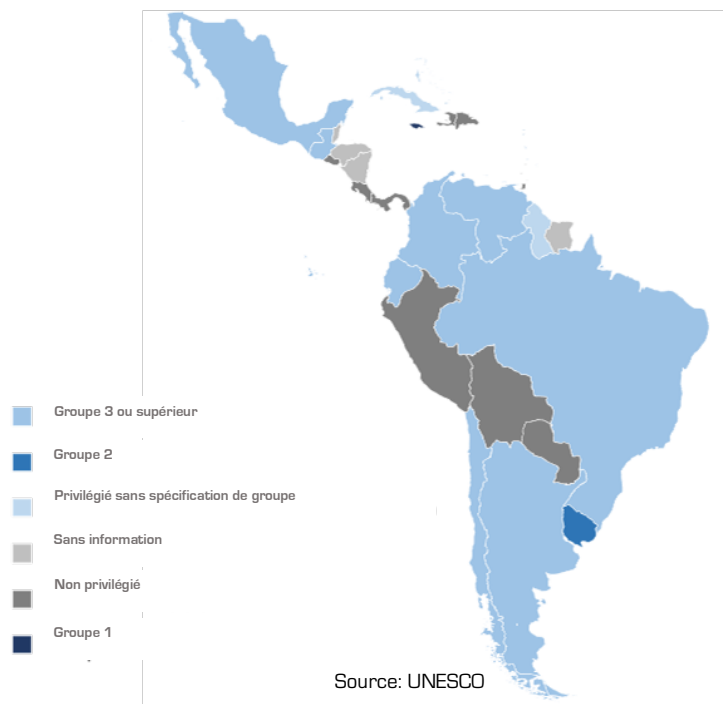 Groupe 3 ou supérieur
Groupe 2
Privilégié sans spécification de groupe
Sans information
Non privilégié
Groupe 1
Source: UNESCO